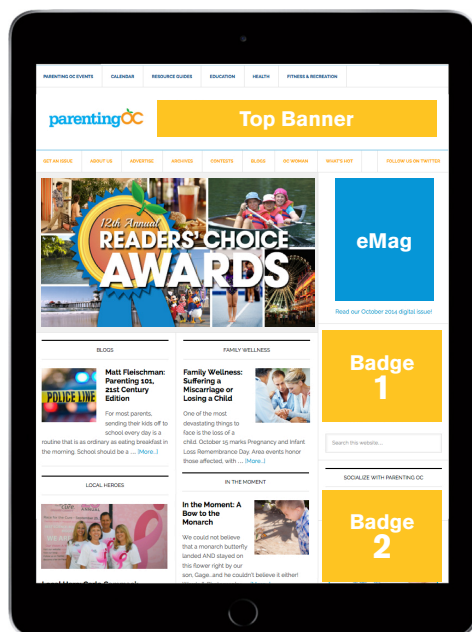 PARENTING OC EVENTS CALENDAR RESOURCE GUIDES EDUCATION HEALTH FITNESS & RECREATION
parentingOC
Top Banner
GET AN ISSUE ABOUT US ADVERTISE ARCHIVES CONTESTS BLOGS OC WOMAN WHAT'S HOT FOLLOW US ON TWITTER
12th Annual
READERS' CHOICE
AWARDS
eMag
Read our October 2014 digital issue!
BLOGS
POLICE LINE
Matt Fleischman:
Parenting 101,
21st Century
Edition
For most parents,
sending their kids off to
school every day is a
routine that is as ordinary as eating breakfast in
the morning. School should be a .... [More..]
FAMILY WELLNESS
Family Wellness:
Suffering a
Miscarriage or
Losing a Child
One of the most
devastating things to
face is the loss of a
child. October 15 marks Pregnancy and Infant
Loss Remembrance Day. Area events honor
those affected, with .... [More..]
Badge
1
Search this website....
LOCAL HEROES
IN THE MOMENT
In the Moment: A
Bow to the
Monarch
We could not believe
that a monarch butterfly
landed AND stayed on
this flower right by our
son, Gage...and he couldn't believe it either!
SOCIALIZE WITH PARENTING OC
Badge
2